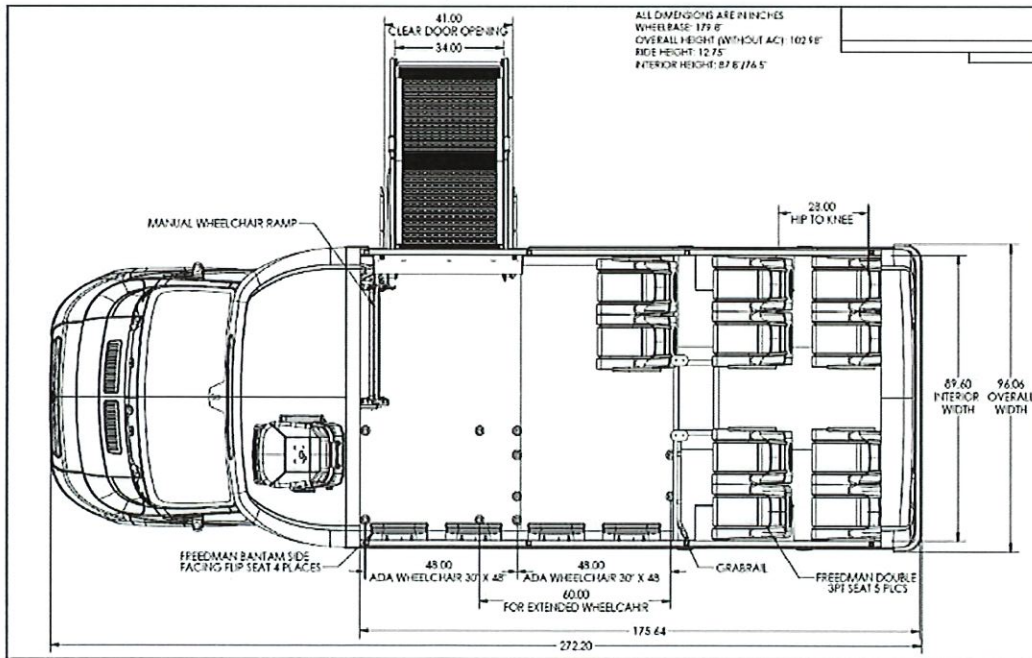 41.00
CLEAR DOOR OPENING
34.00
ALL DIMENSIONS ARE IN INCHES
WHEELBASE: 179.8"
OVERALL HEIGHT (WITHOUT AC): 102.98"
RIDE HEIGHT: 12.75"
INTERIOR HEIGHT: 87.8"/76.5"
28.00
HIP TO KNEE
MANUAL WHEELCHAIR RAMP
89.60
INTERIOR
WIDTH
96.06
OVERALL
WIDTH
FREEDMAN BANTAM SIDE
FACING FLIP SEAT 4 PLACES
48.00
ADA WHEELCHAIR 30" X 48"
48.00
ADA WHEELCHAIR 30" X 48
60.00
FOR EXTENDED WHEELCAHIR
GRABRAIL
FREEDMAN DOUBLE
3PT SEAT 5 PLCS
175.64
272.20